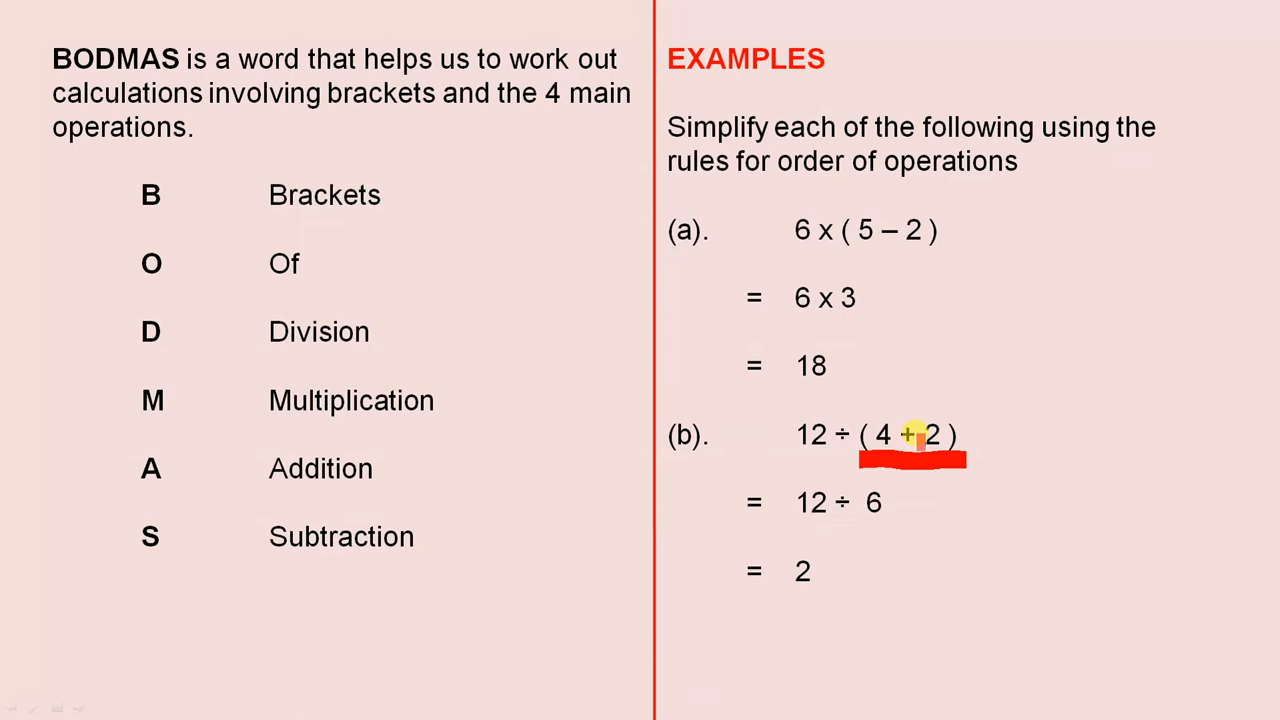 BODMAS is a word that helps us to work out
calculations involving brackets and the 4 main
operations.
B Brackets
O Of
D Division
M Multiplication
A Addition
S Subtraction
EXAMPLES
Simplify each of the following using the
rules for order of operations
(a). 6 x ( 5 – 2 )
= 6 x 3
= 18
(b). 12 ÷ ( 4 + 2 )
= 12 ÷ 6
= 2